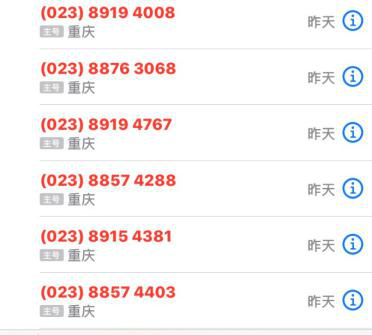 (023) 8919 4008
昨天
主号 重庆
(023) 8876 3068
昨天
主号 重庆
(023) 8919 4767
昨天
主号 重庆
(023) 8857 4288
昨天
主号 重庆
(023) 8915 4381
昨天
主号 重庆
(023) 8857 4403
昨天
主号 重庆